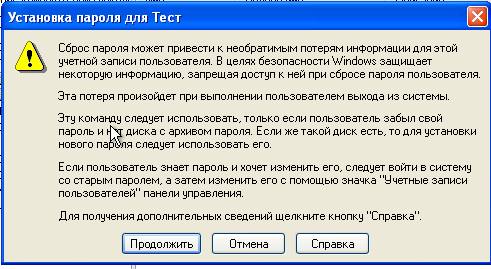 Установка пароля для Тест
Сброс пароля может привести к необратимым потерям информации для этой
учетной записи пользователя. В целях безопасности Windows защищает
некоторую информацию, запрещая доступ к ней при сбросе пароля пользователя.
Эта потеря произойдет при выполнении пользователем выхода из системы.
Эту команду следует использовать, только если пользователь забыл свой
пароль и нет диска с архивом пароля. Если же такой диск есть, то для установки
нового пароля следует использовать его.
Если пользователь знает пароль и хочет изменить его, следует войти в систему
со старым паролем, а затем изменить его с помощью значка "Учетные записи
пользователей" панели управления.
Для получения дополнительных сведений щелкните кнопку "Справка".
Продолжить Отмена Справка